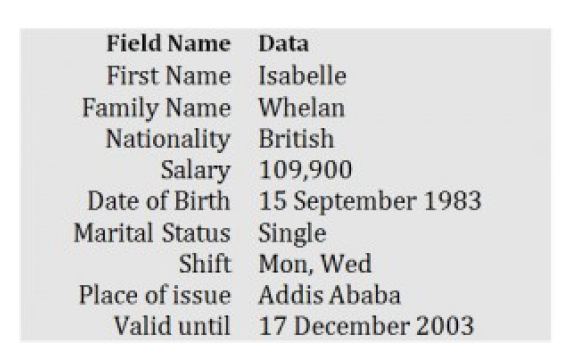 Field Name Data
First Name Isabelle
Family Name Whelan
Nationality British
Salary 109,900
Date of Birth 15 September 1983
Marital Status Single
Shift Mon, Wed
Place of issue Addis Ababa
Valid until 17 December 2003